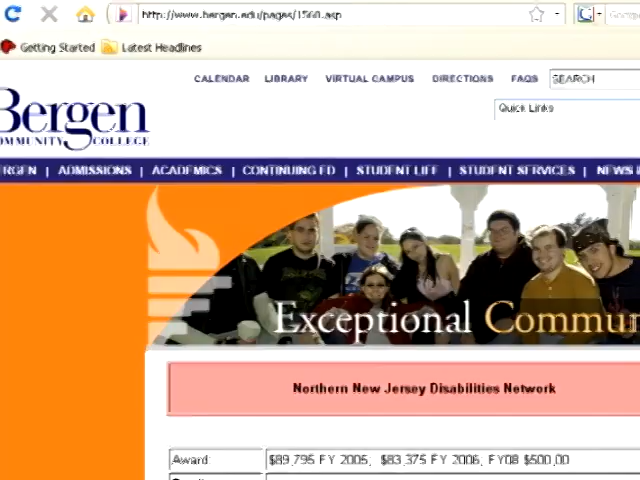 http://www.bergen.edu/pages/1560.asp
Getting Started Latest Headlines
CALENDAR LIBRARY VIRTUAL CAMPUS DIRECTIONS FAQS SEARCH
Quick Links
Bergen
COMMUNITY COLLEGE
ERGEN | ADMISSIONS | ACADEMICS | CONTINUING ED | STUDENT LIFE | STUDENT SERVICES | NEWS
Exceptional Commun
Northern New Jersey Disabilities Network
Award: $89,795 FY 2005, $83,375 FY 2006, FY08 $500.00